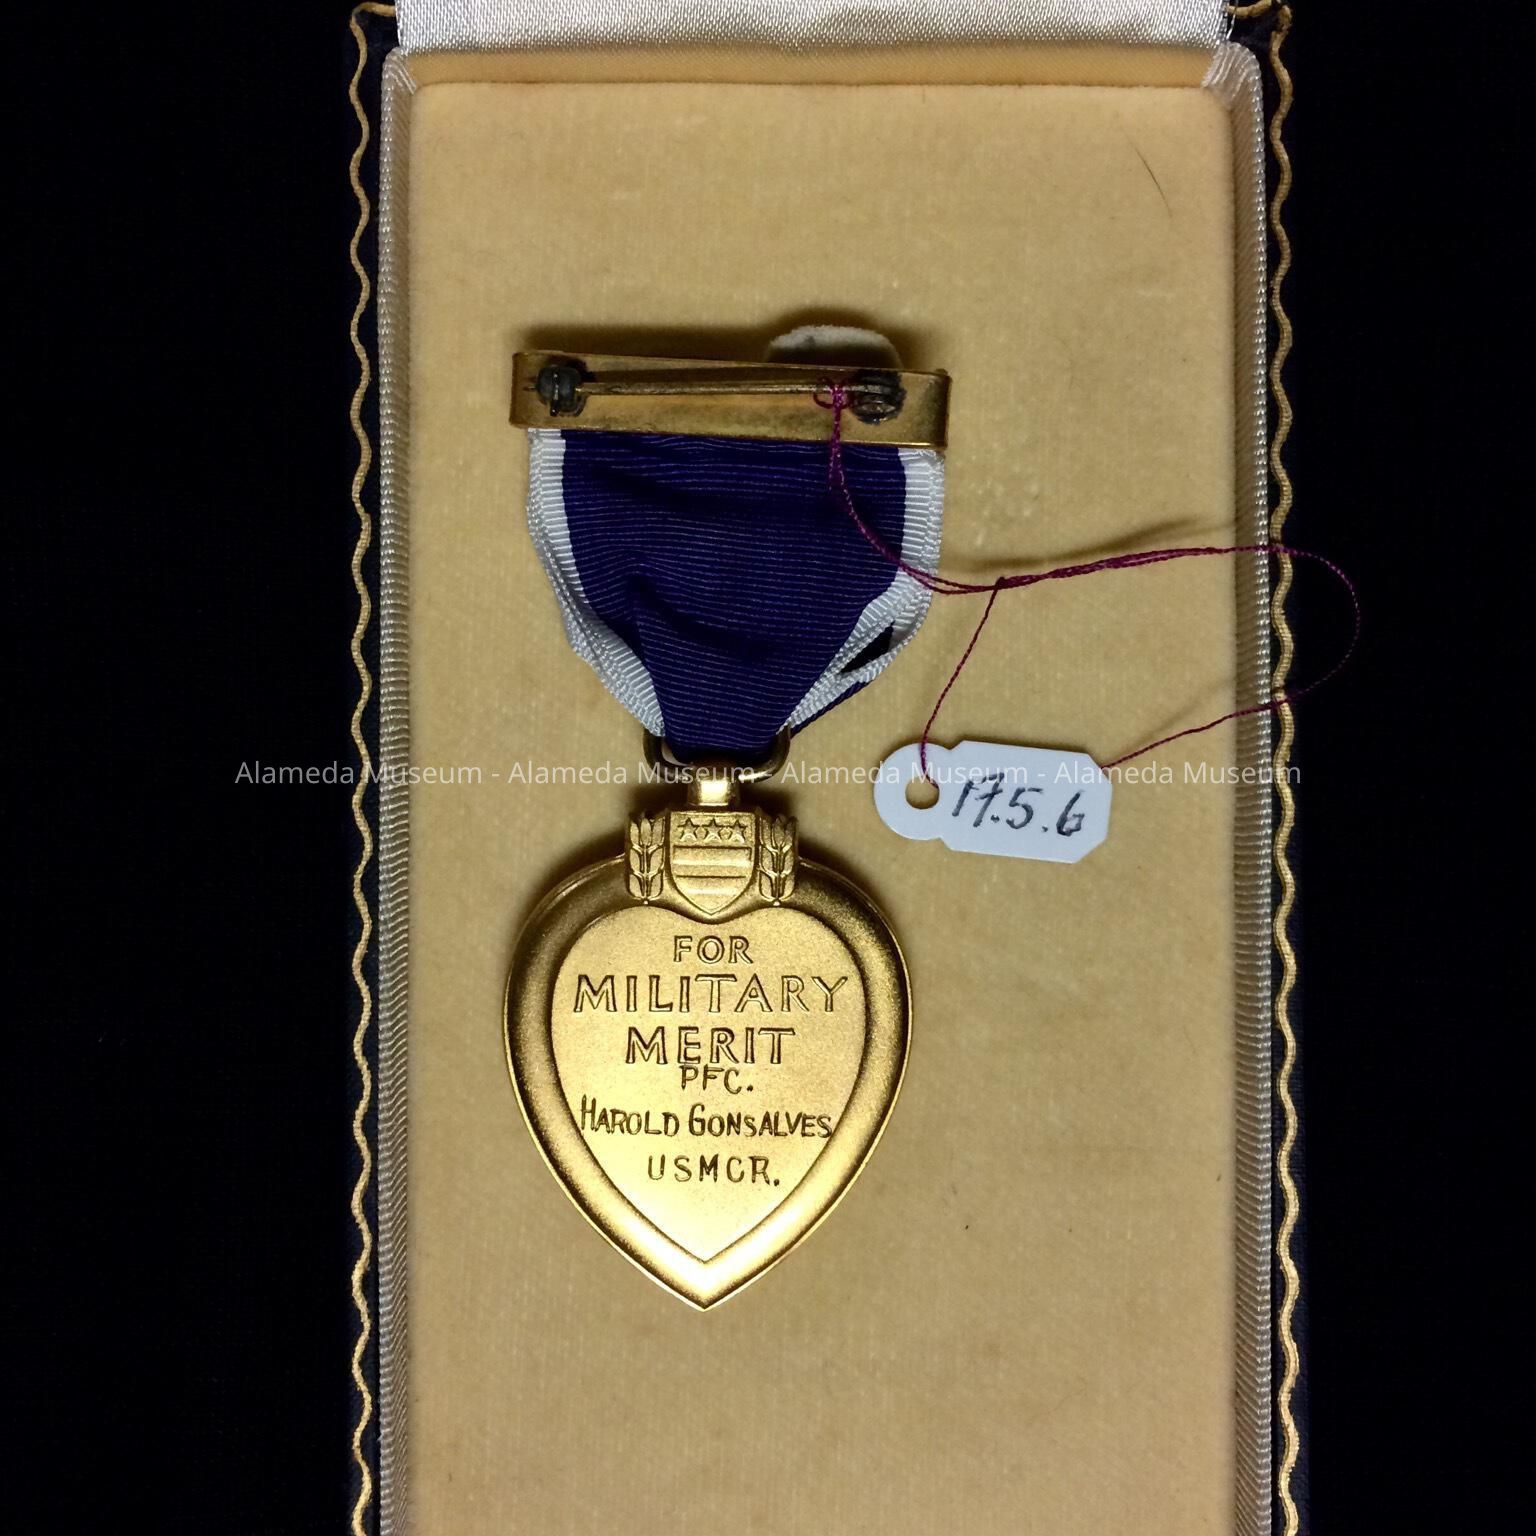 Alameda Museum - Alameda Museum - Alameda Museum - Alameda Museum
17.5.6
FOR
MILITARY
MERIT
PFC.
HAROLD GONSALVES
USMCR.